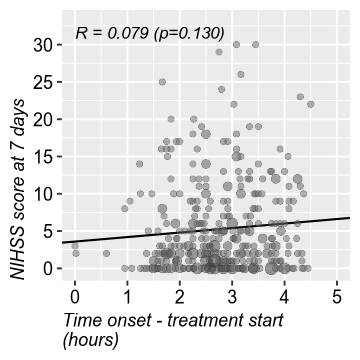 R = 0.079 (p=0.130)
30
25
20
15
10
5
0
NIHSS score at 7 days
0 1 2 3 4 5
Time onset - treatment start
(hours)